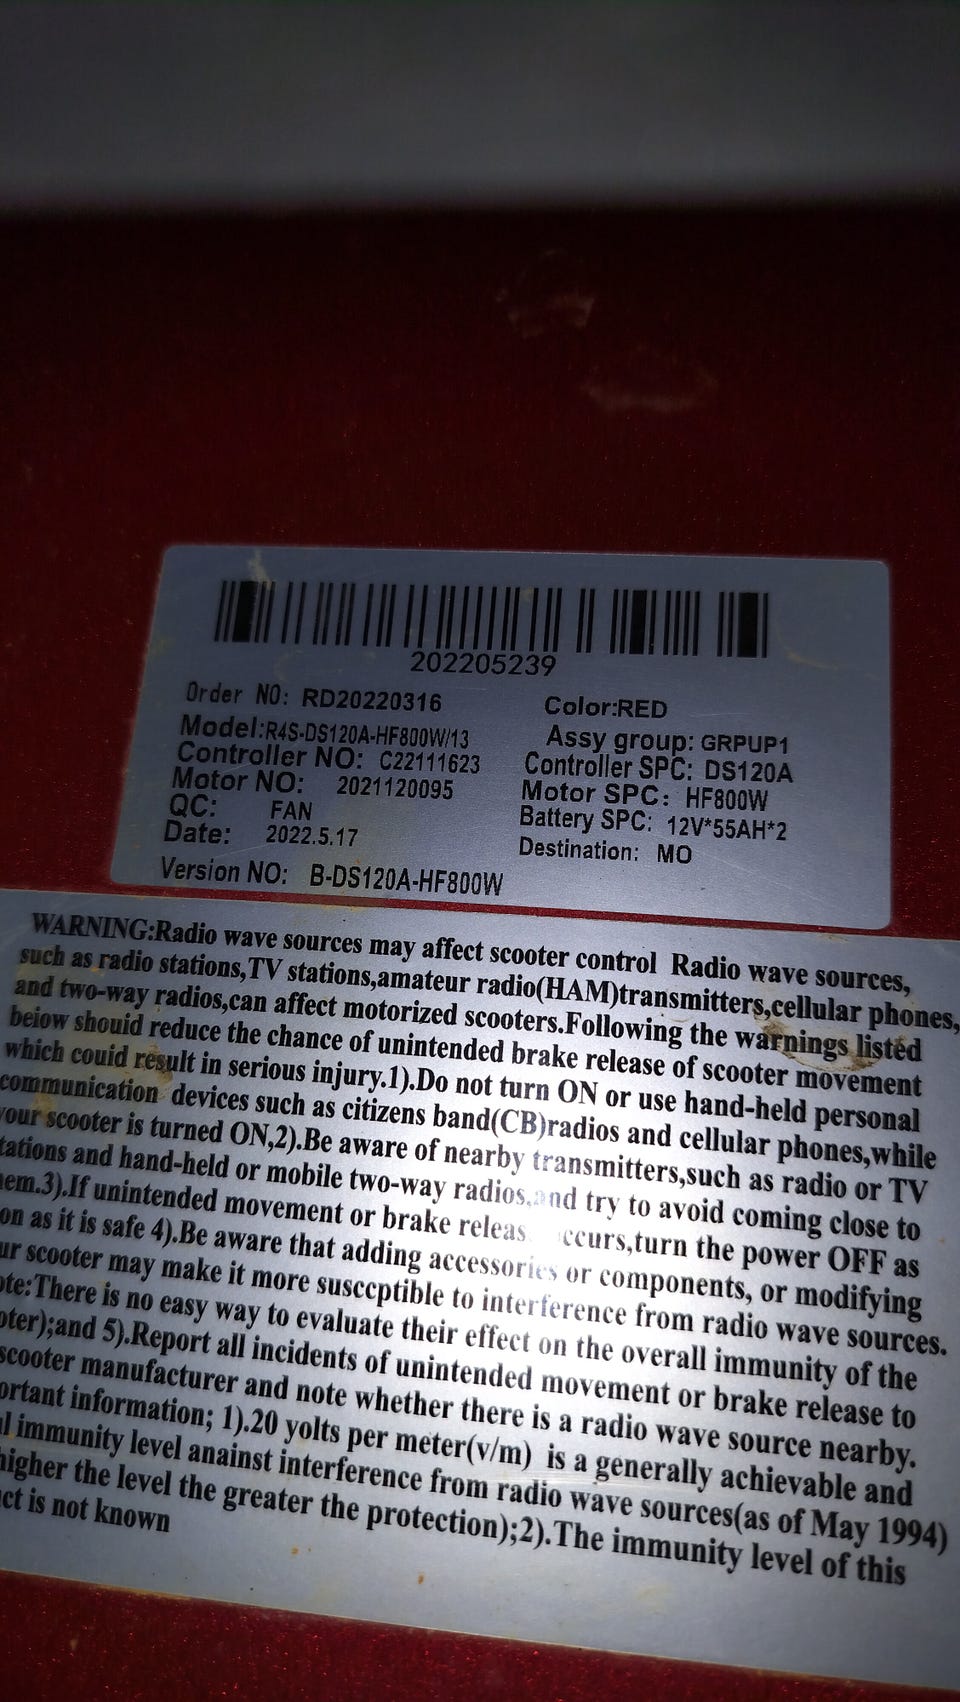 202205239
Order NO: RD20220316
Color:RED
Model:R4S-DS120A-HF800W/13
Assy group: GRPUP1
Controller NO: C22111623
Controller SPC: DS120A
Motor NO: 2021120095
Motor SPC: HF800W
QC: FAN
Battery SPC: 12V*55AH*2
Date: 2022.5.17
Destination: MO
Version NO: B-DS120A-HF800W
WARNING:Radio wave sources may affect scooter control Radio wave sources,
such as radio stations,TV stations,amateur radio(HAM)transmitters,cellular phones,
and two-way radios,can affect motorized scooters.Following the warnings listed
beiow shouid reduce the chance of unintended brake release of scooter movement
which couid result in serious injury.1).Do not turn ON or use hand-held personal
communication devices such as citizens band(CB)radios and cellular phones,while
your scooter is turned ON,2).Be aware of nearby transmitters,such as radio or TV
tations and hand-held or mobile two-way radios,and try to avoid coming close to
em.3).If unintended movement or brake releas ccurs,turn the power OFF as
on as it is safe 4).Be aware that adding accessories or components, or modifying
ur scooter may make it more susccptible to interference from radio wave sources.
ote:There is no easy way to evaluate their effect on the overall immunity of the
oter);and 5).Report all incidents of unintended movement or brake release to
scooter manufacturer and note whether there is a radio wave source nearby.
ortant information; 1).20 volts per meter(v/m) is a generally achievable and
l immunity level anainst interference from radio wave sources(as of May 1994)
higher the level the greater the protection);2).The immunity level of this
ct is not known